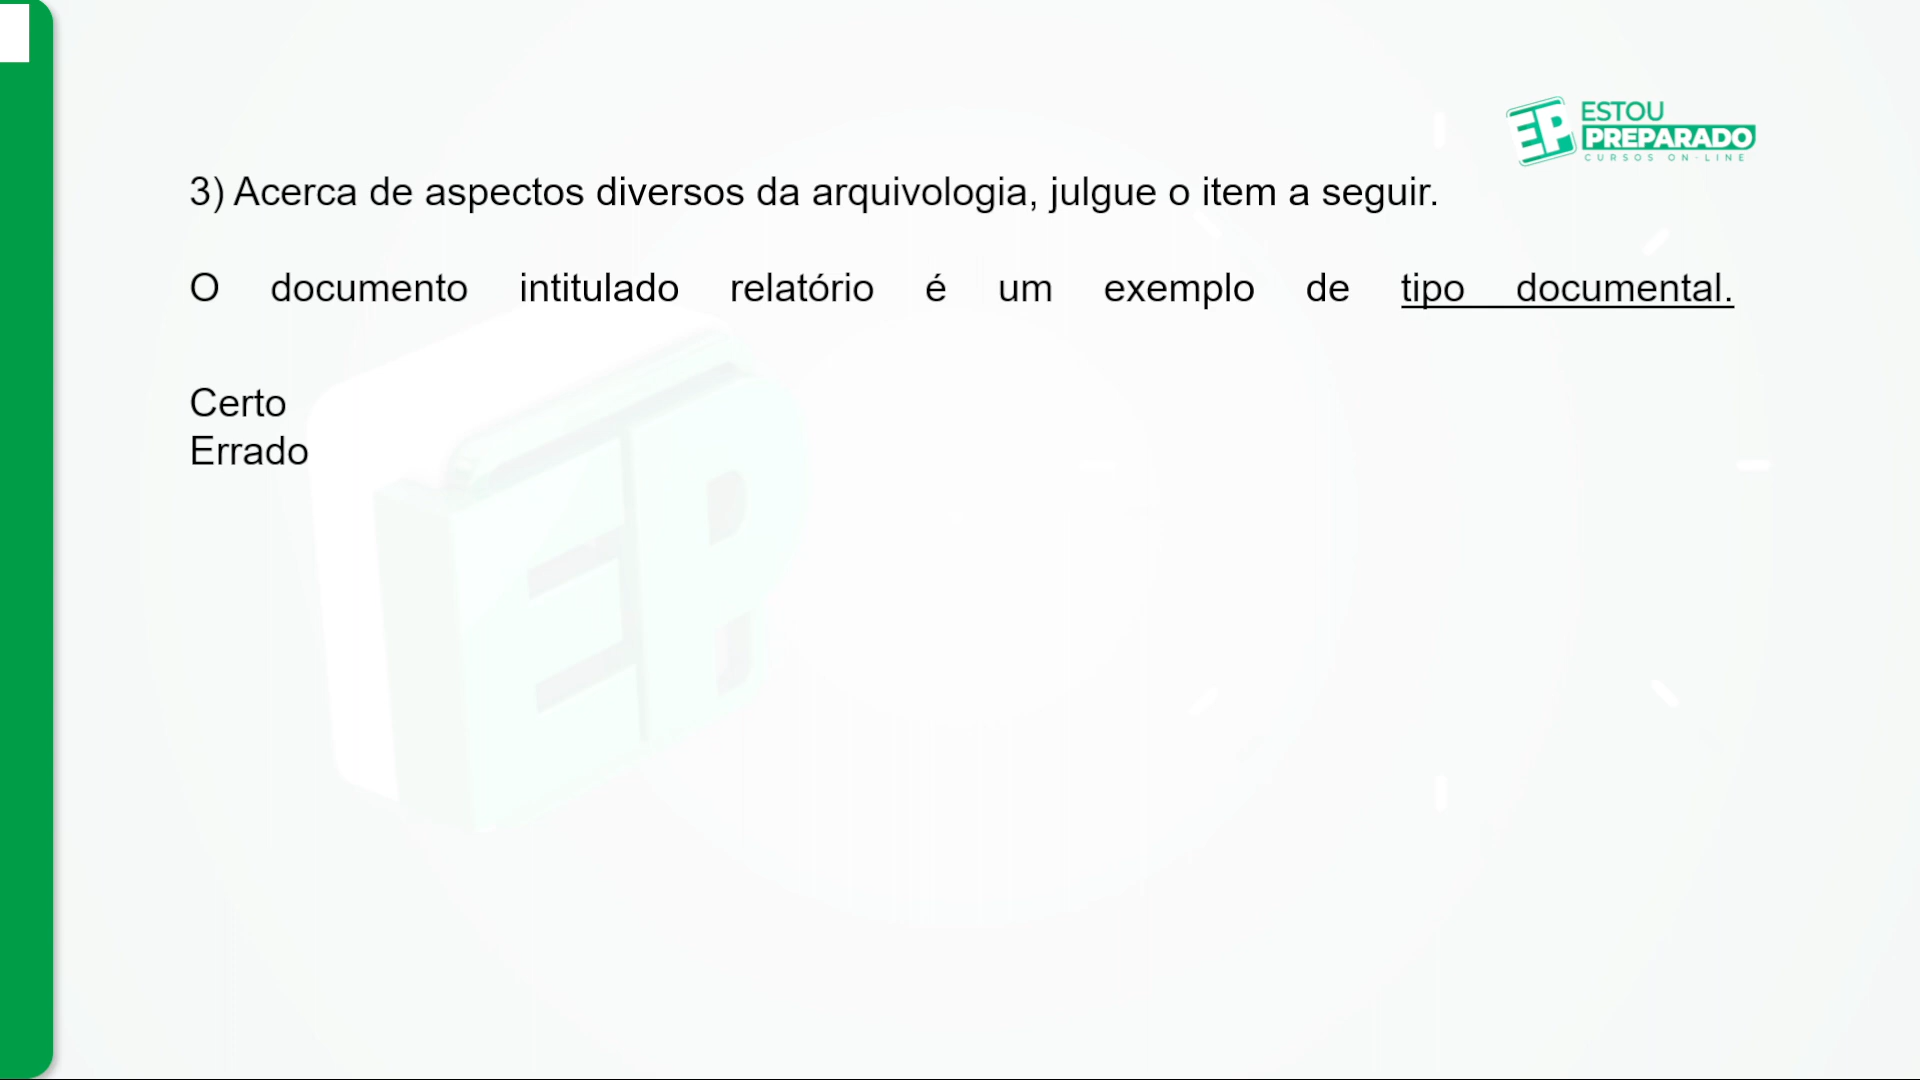 ESTOU
PREPARADO
CURSOS ON-LINE
3) Acerca de aspectos diversos da arquivologia, julgue o item a seguir.
O documento intitulado relatório é um exemplo de tipo documental.
Certo
Errado
EP